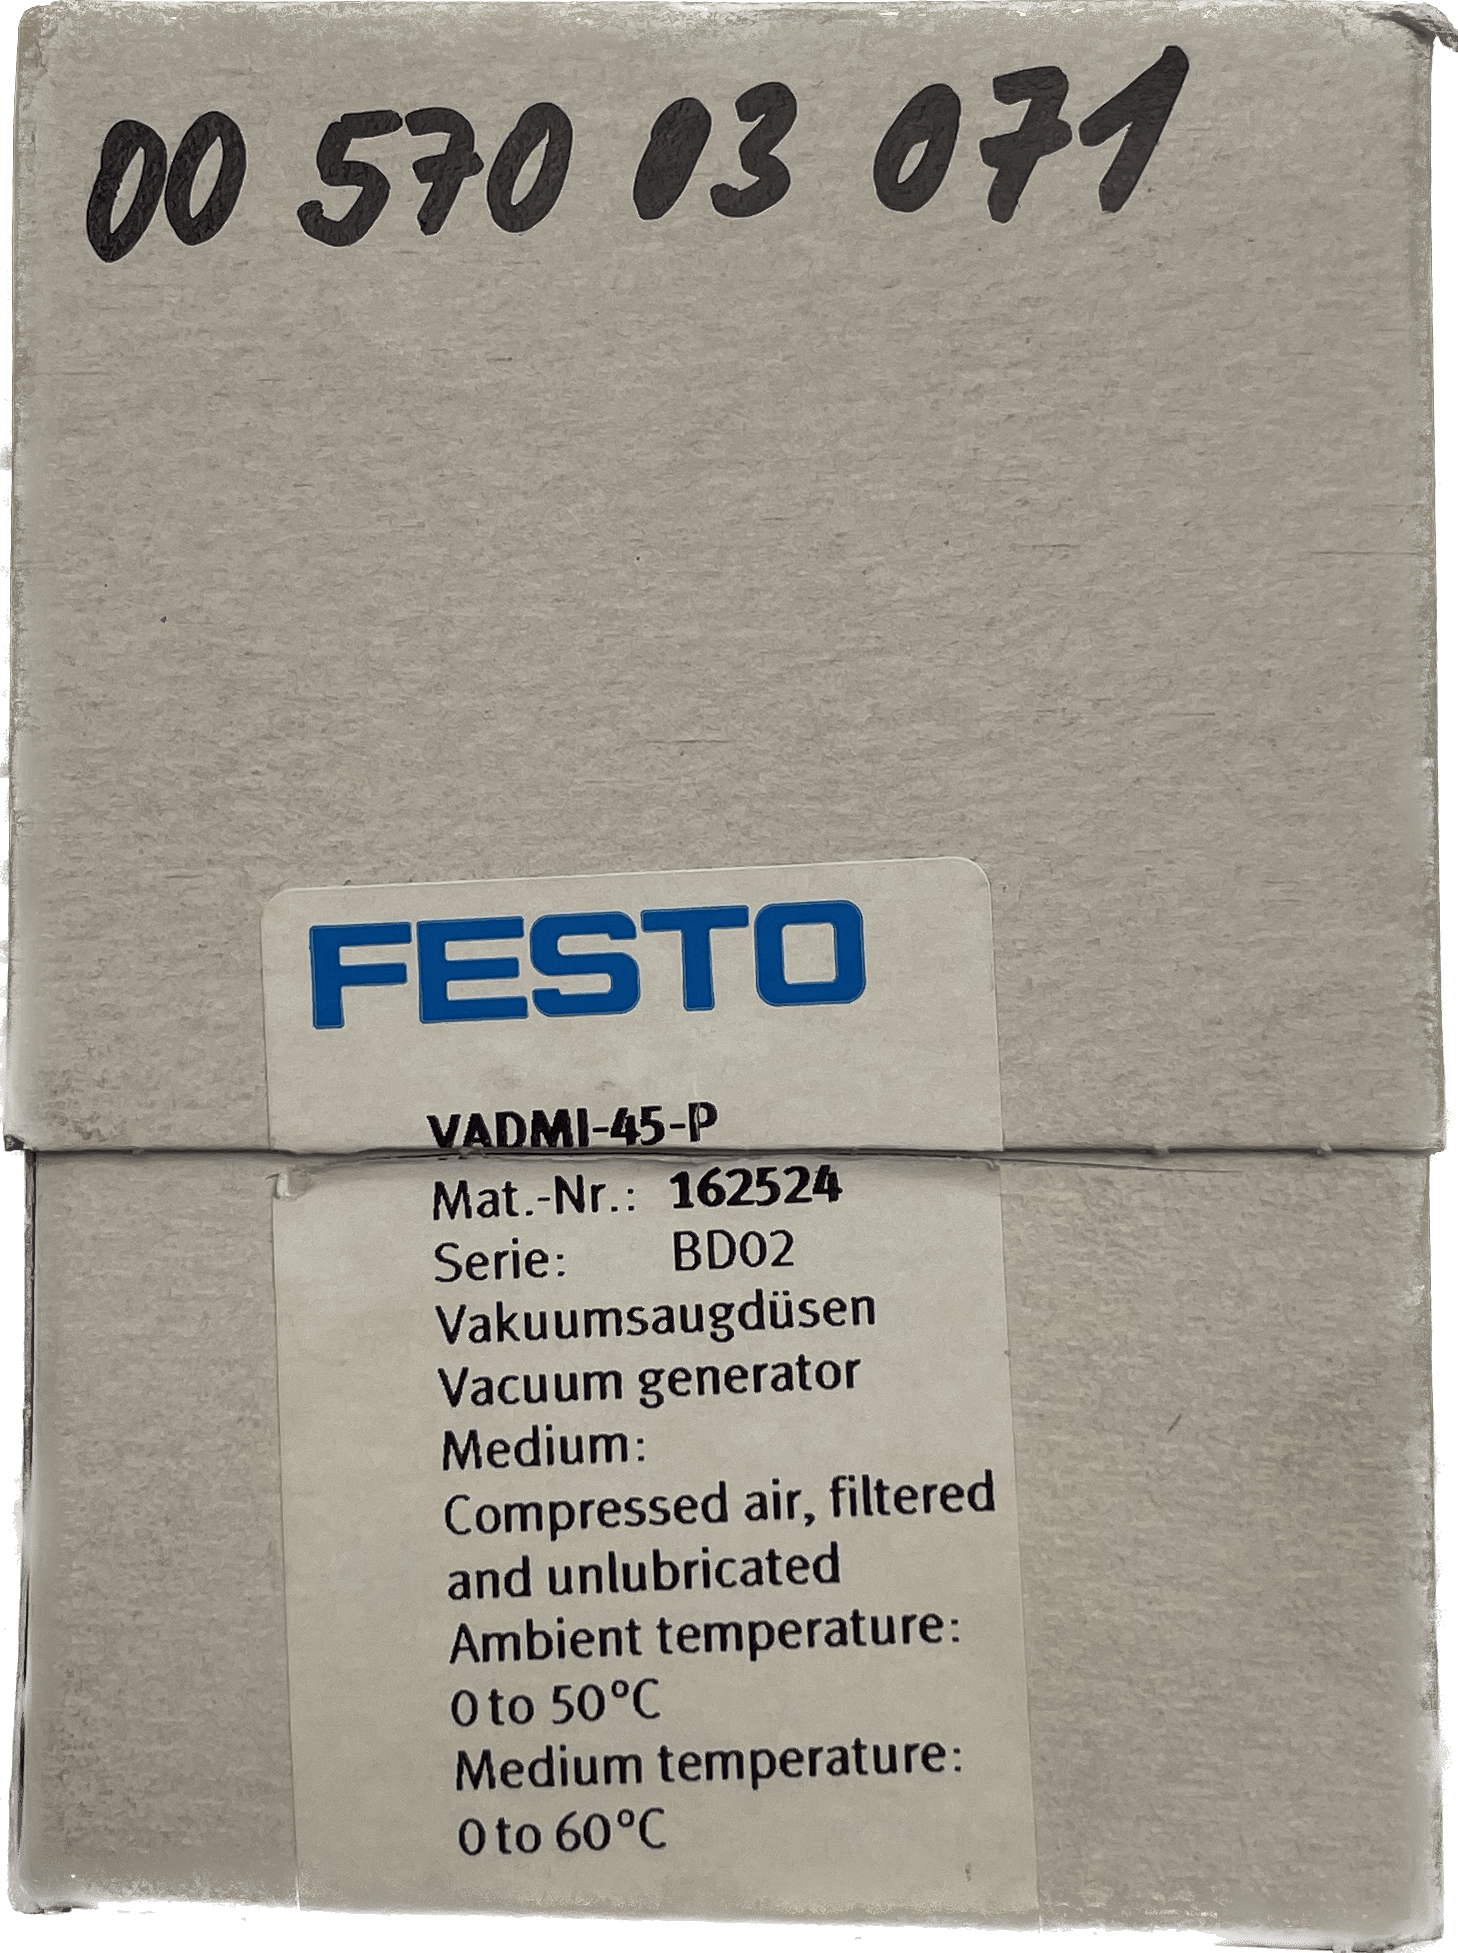 00 570 03 071
FESTO
VADMI-45-P
Mat.-Nr.: 162524
Serie: BD02
Vakuumsaugdüsen
Vacuum generator
Medium:
Compressed air, filtered
and unlubricated
Ambient temperature:
0 to 50°C
Medium temperature:
0 to 60°C